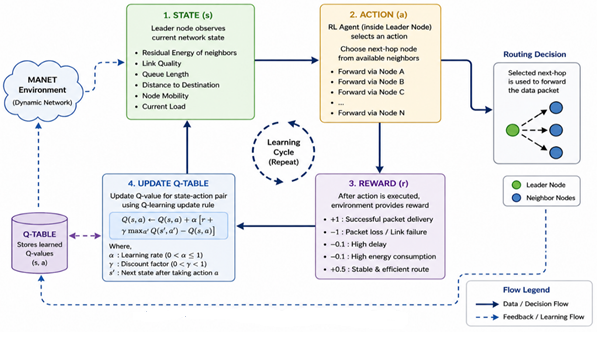 1. STATE (s)
Leader node observes
current network state
• Residual Energy of neighbors
• Link Quality
• Queue Length
• Distance to Destination
• Node Mobility
• Current Load
2. ACTION (a)
RL Agent (inside Leader Node)
selects an action
Choose next-hop node
from available neighbors
• Forward via Node A
• Forward via Node B
• Forward via Node C
• ...
• Forward via Node N
Routing Decision
Selected next-hop
is used to forward
the data packet
Leader Node
Neighbor Nodes
MANET
Environment
(Dynamic Network)
Learning
Cycle
(Repeat)
4. UPDATE Q-TABLE
Update Q-value for state-action pair
using Q-learning update rule
Q(s, a) ← Q(s, a) + α [r +
γ maxₐ′ Q(s′, a′) − Q(s, a)]
Where,
α : Learning rate (0 < α ≤ 1)
γ : Discount factor (0 < γ < 1)
s′ : Next state after taking action a
3. REWARD (r)
After action is executed,
environment provides reward
+1 : Successful packet delivery
−1 : Packet loss / Link failure
−0.1 : High delay
−0.1 : High energy consumption
+0.5 : Stable & efficient route
Q-TABLE
Stores learned
Q-values
(s, a)
Flow Legend
Data / Decision Flow
Feedback / Learning Flow